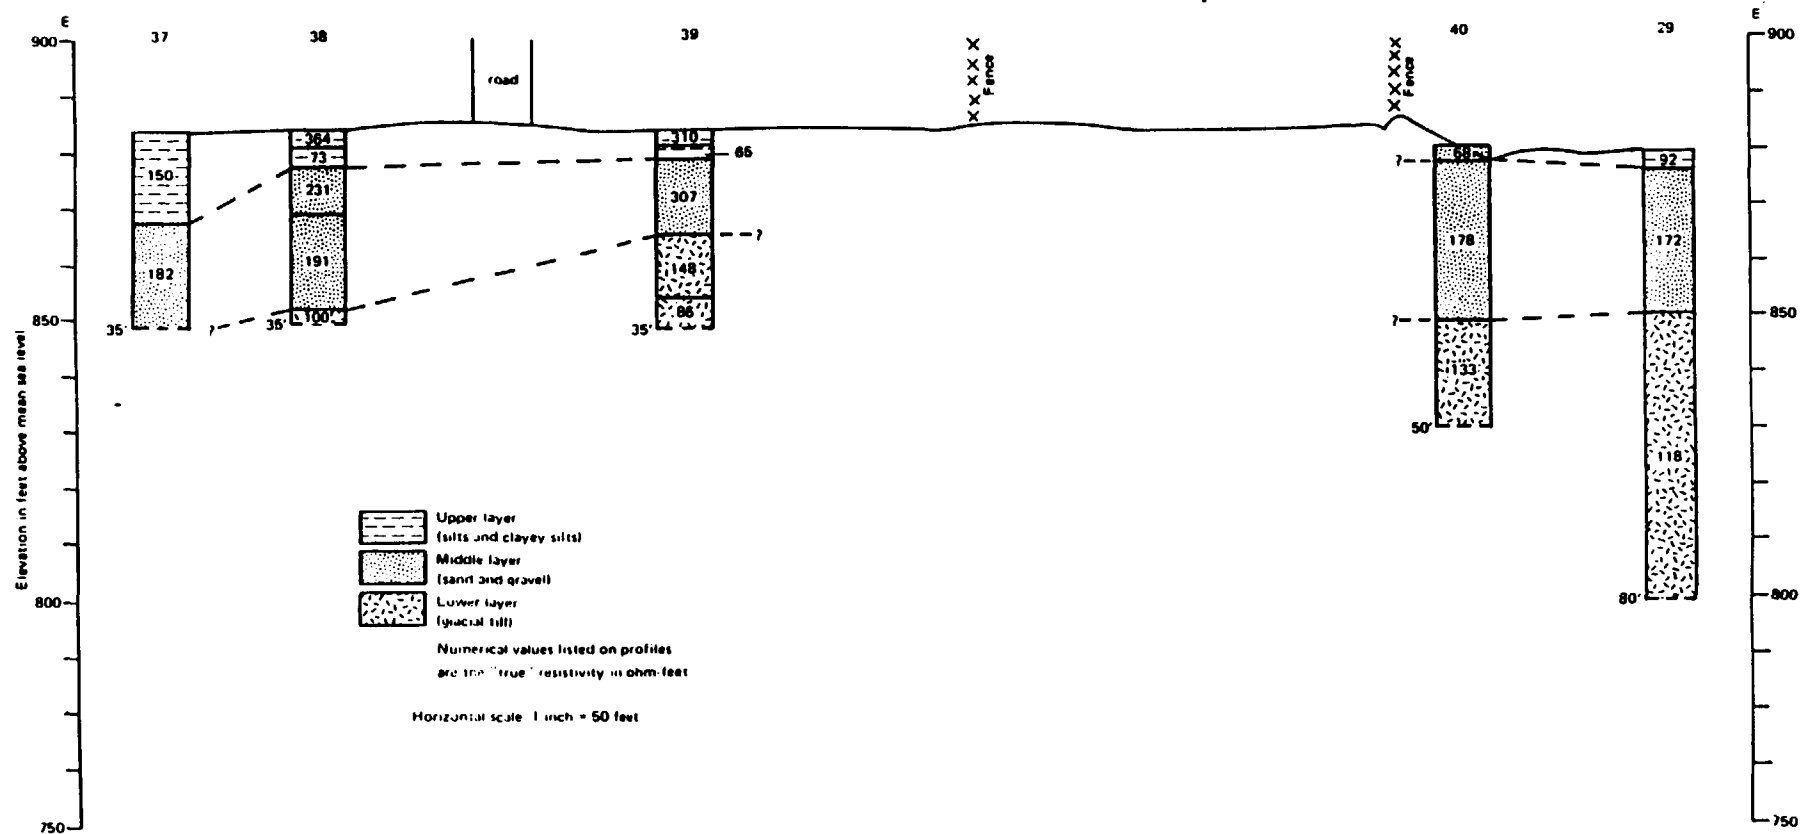 E
E
37
38
39
40
29
900
900
road
Fence
Fence
364
310
73
66
68
92
150
231
307
178
172
182
191
148
100
86
133
118
35'
?
35'
35'
?
?
?
50'
80'
850
850
800
800
750
750
Elevation in feet above mean sea level
Upper layer
(silts and clayey silts)
Middle layer
(sand and gravel)
Lower layer
(glacial till)
Numerical values listed on profiles
are the "true" resistivity in ohm-feet
Horizontal scale 1 inch = 50 feet